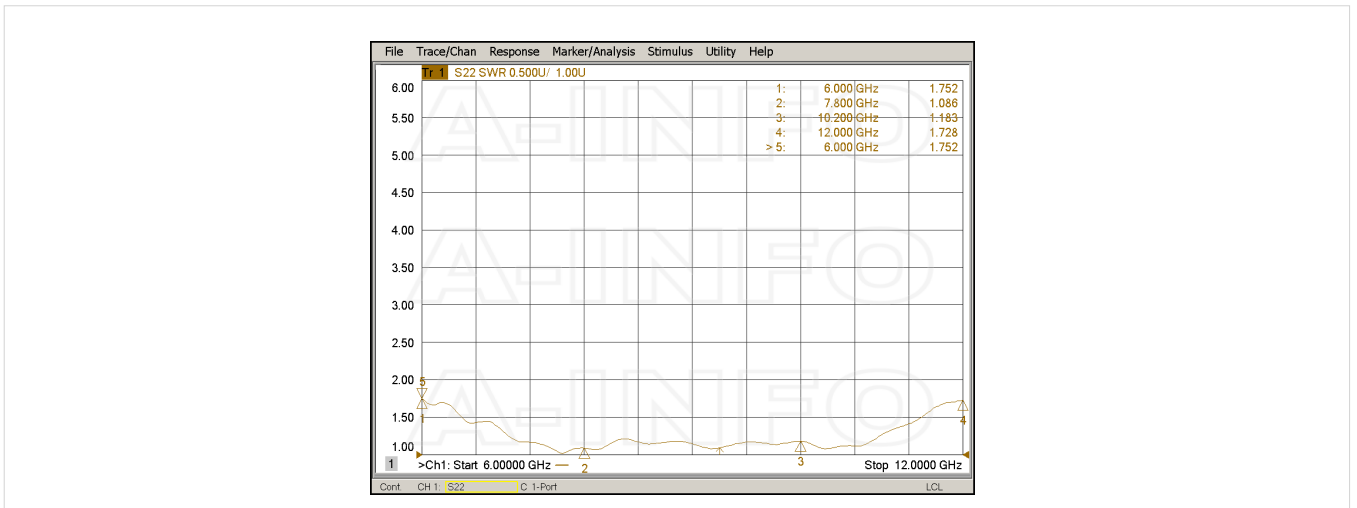 File Trace/Chan Response Marker/Analysis Stimulus Utility Help
Tr 1 S22 SWR 0.500U/ 1.00U
6.00
5.50
5.00
4.50
4.00
3.50
3.00
2.50
2.00
1.50
1.00
1: 6.000 GHz 1.752
2: 7.800 GHz 1.086
3: 10.200 GHz 1.183
4: 12.000 GHz 1.728
> 5: 6.000 GHz 1.752
A-INFO
A-INFO
A-INFO
5
1
2
3
4
1 >Ch1: Start 6.00000 GHz — Stop 12.0000 GHz
Cont. CH 1: S22 C 1-Port LCL